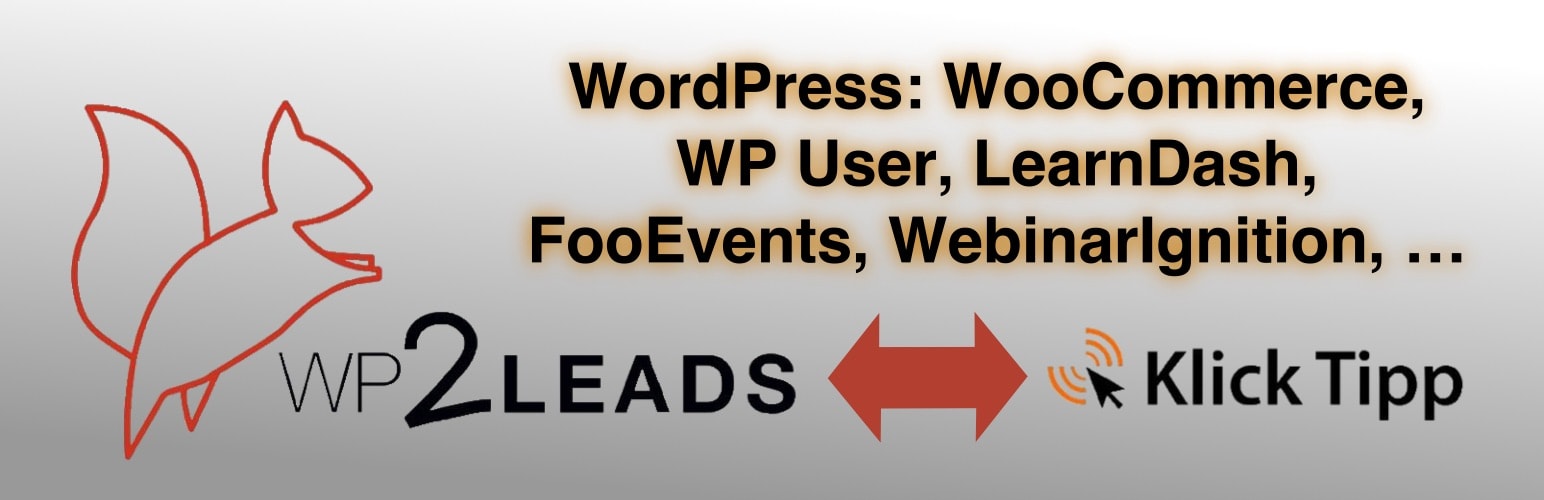 WordPress: WooCommerce,
WP User, LearnDash,
FooEvents, WebinarIgnition, ...
WP2LEADS
Klick Tipp